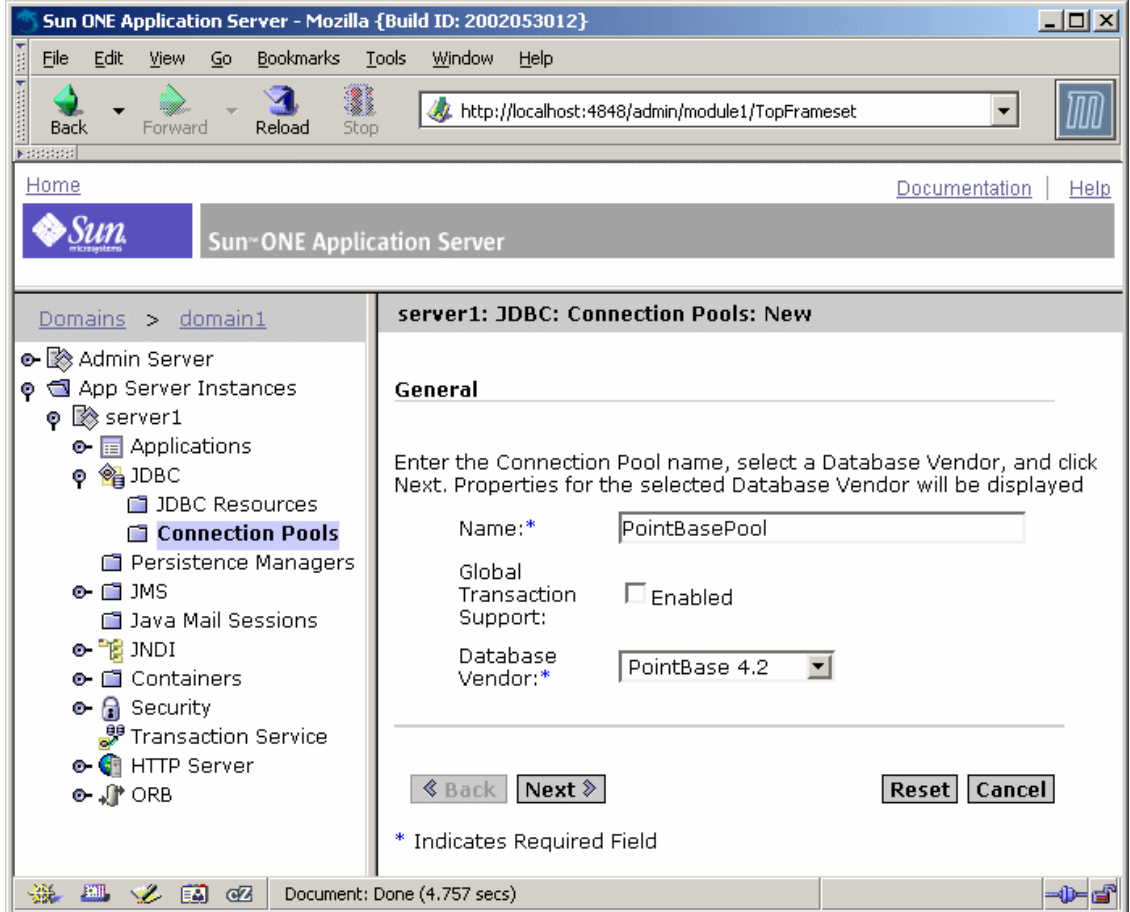 Sun ONE Application Server - Mozilla {Build ID: 2002053012}
File Edit View Go Bookmarks Tools Window Help
Back Forward Reload Stop http://localhost:4848/admin/module1/TopFrameset
Home Documentation Help
Sun microsystems Sun™ ONE Application Server
Domains > domain1
Admin Server
App Server Instances
server1
Applications
JDBC
JDBC Resources
Connection Pools
Persistence Managers
JMS
Java Mail Sessions
JNDI
Containers
Security
Transaction Service
HTTP Server
ORB
server1: JDBC: Connection Pools: New
General
Enter the Connection Pool name, select a Database Vendor, and click
Next. Properties for the selected Database Vendor will be displayed
Name:* PointBasePool
Global
Transaction
Support:
Enabled
Database
Vendor:*
PointBase 4.2
Back Next Reset Cancel
* Indicates Required Field
Document: Done (4.757 secs)